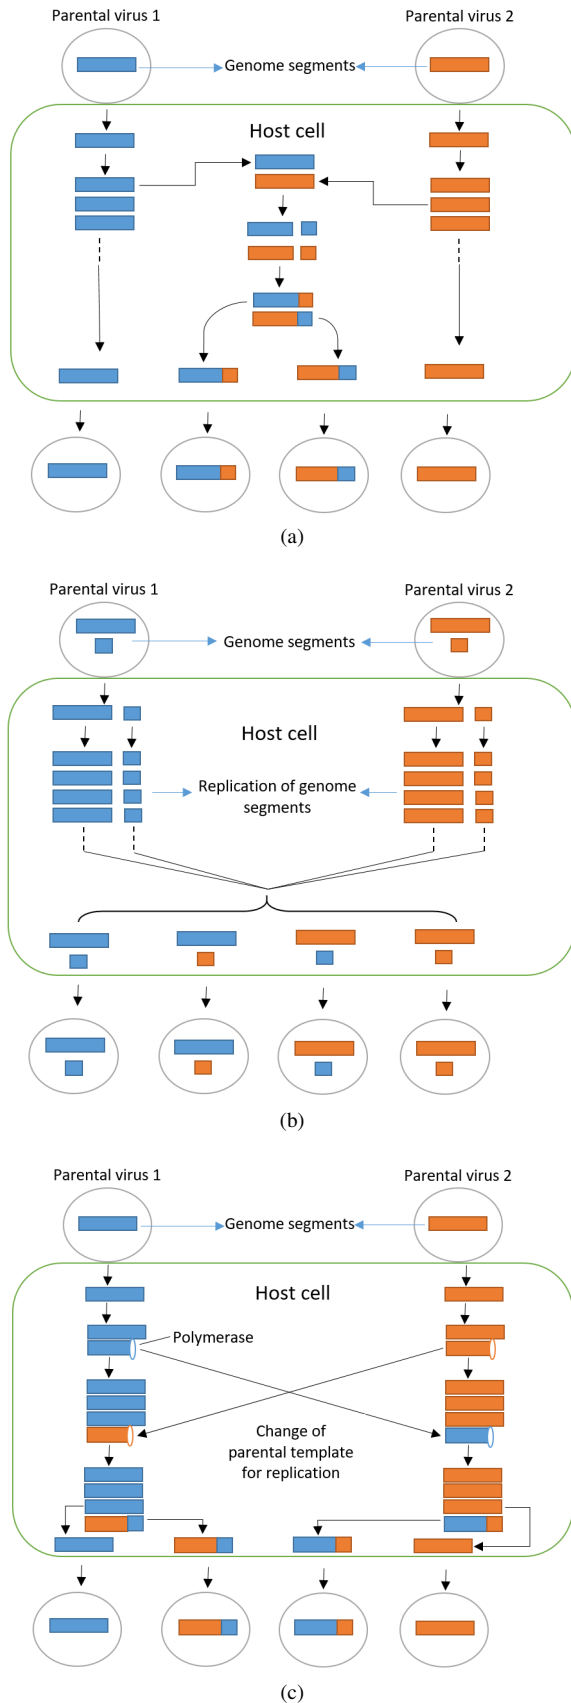 Parental virus 1
Parental virus 2
Genome segments
Host cell
(a)
Parental virus 1
Parental virus 2
Genome segments
Host cell
Replication of genome
segments
(b)
Parental virus 1
Parental virus 2
Genome segments
Host cell
Polymerase
Change of
parental template
for replication
(c)